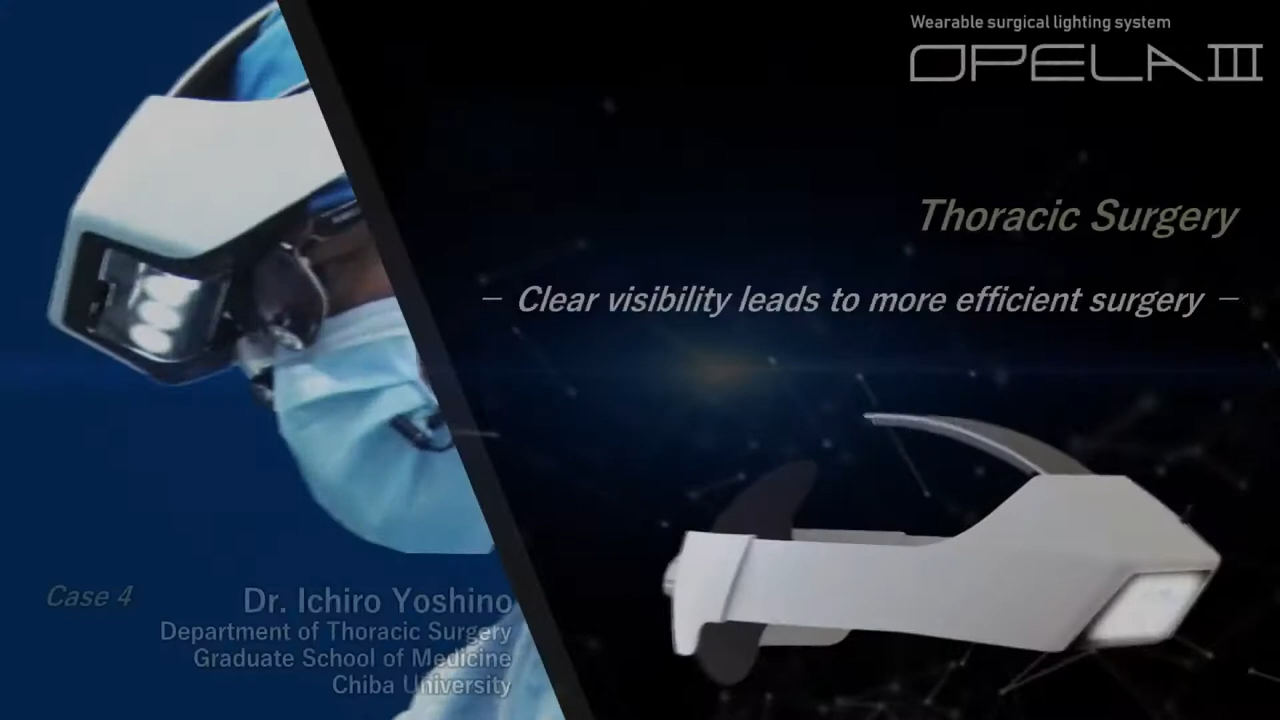 Wearable surgical lighting system
OPELA III
Thoracic Surgery
— Clear visibility leads to more efficient surgery —
Case 4
Dr. Ichiro Yoshino
Department of Thoracic Surgery
Graduate School of Medicine
Chiba University